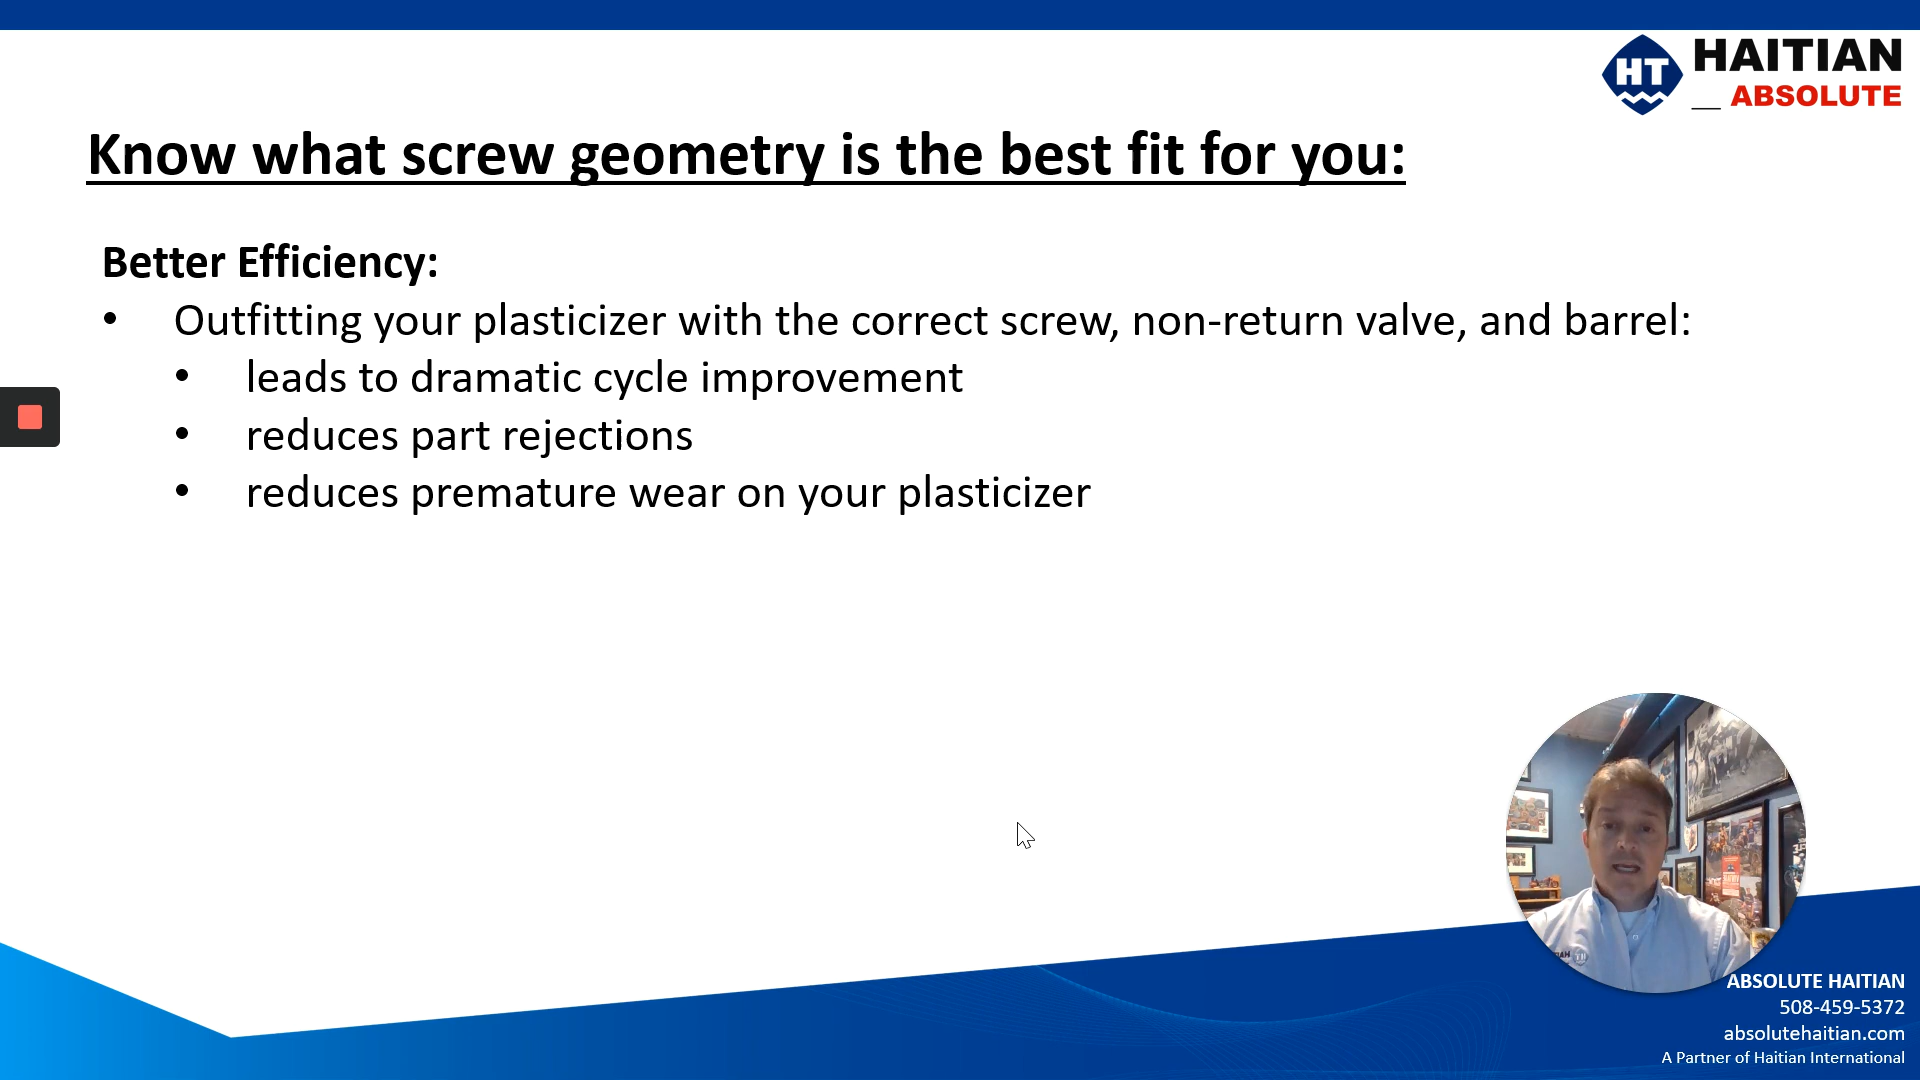 HT HAITIAN
ABSOLUTE
Know what screw geometry is the best fit for you:
Better Efficiency:
• Outfitting your plasticizer with the correct screw, non-return valve, and barrel:
• leads to dramatic cycle improvement
• reduces part rejections
• reduces premature wear on your plasticizer
ABSOLUTE HAITIAN
508-459-5372
absolutehaitian.com
A Partner of Haitian International